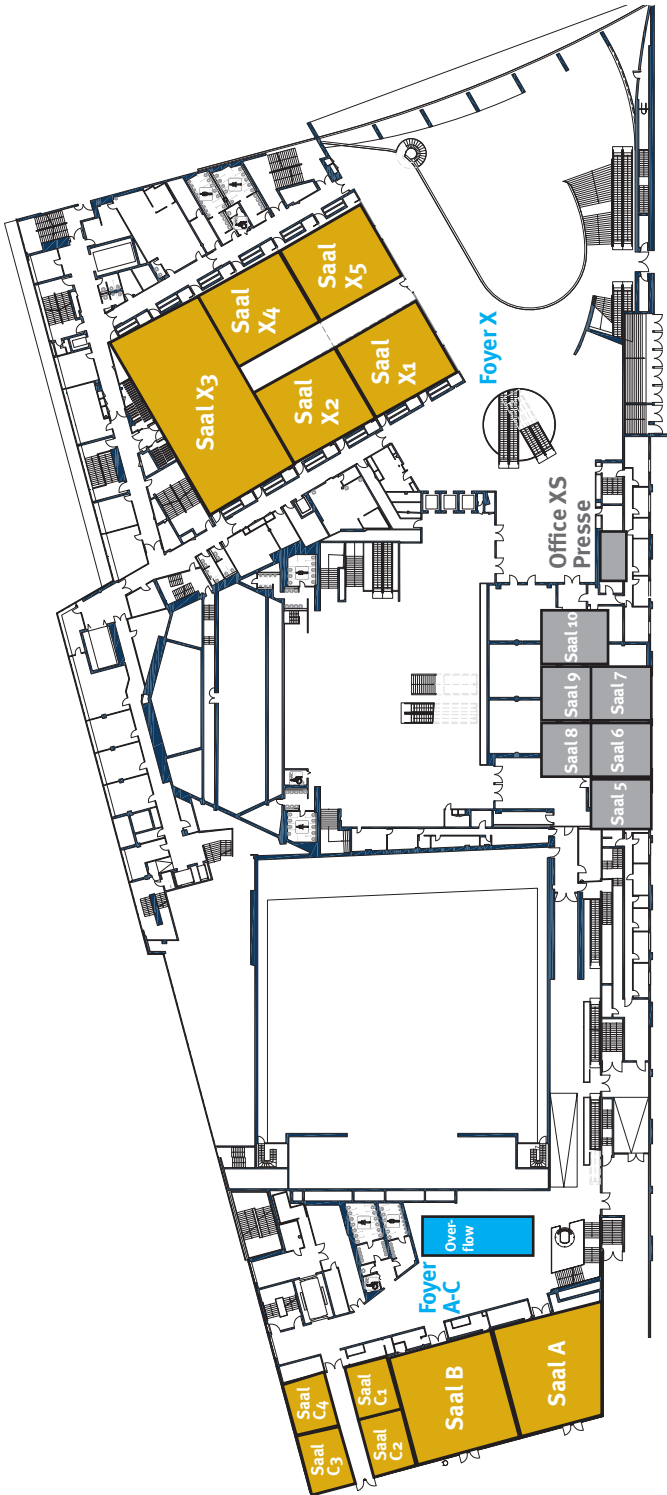 Saal
X5
Saal
X4
Saal X3
Saal
X2
Saal
X1
Foyer X
Office XS
Presse
Saal 10
Saal 9
Saal 8
Saal 7
Saal 6
Saal 5
Over-
flow
Foyer
A-C
Saal
C4
Saal
C3
Saal
C1
Saal
C2
Saal B
Saal A